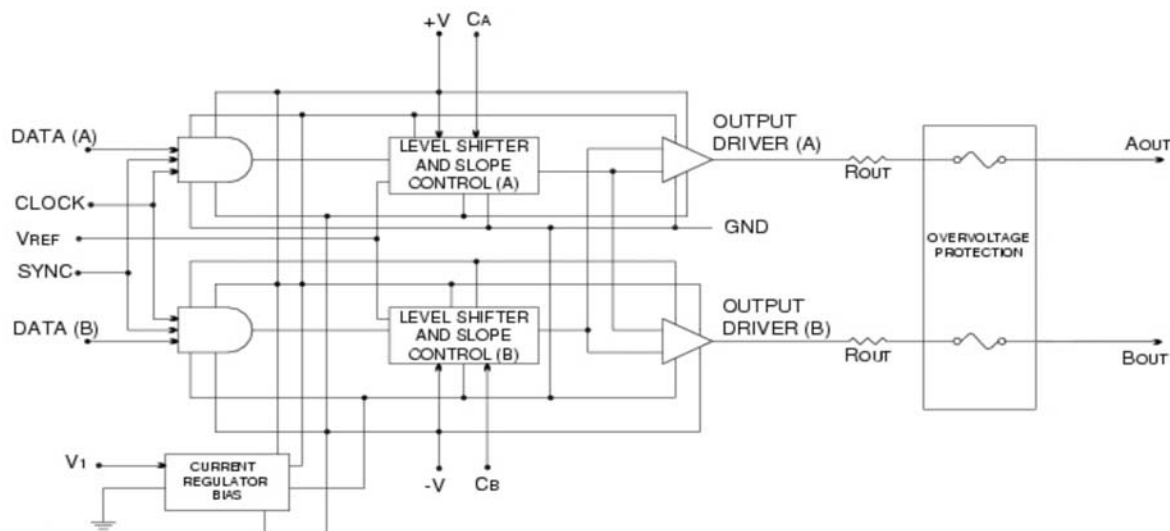 +V
CA
DATA (A)
LEVEL SHIFTER
AND SLOPE
CONTROL (A)
OUTPUT
DRIVER (A)
ROUT
AOUT
CLOCK
GND
VREF
OVERVOLTAGE
PROTECTION
SYNC
DATA (B)
LEVEL SHIFTER
AND SLOPE
CONTROL (B)
OUTPUT
DRIVER (B)
ROUT
BOUT
V1
CURRENT
REGULATOR
BIAS
-V
CB